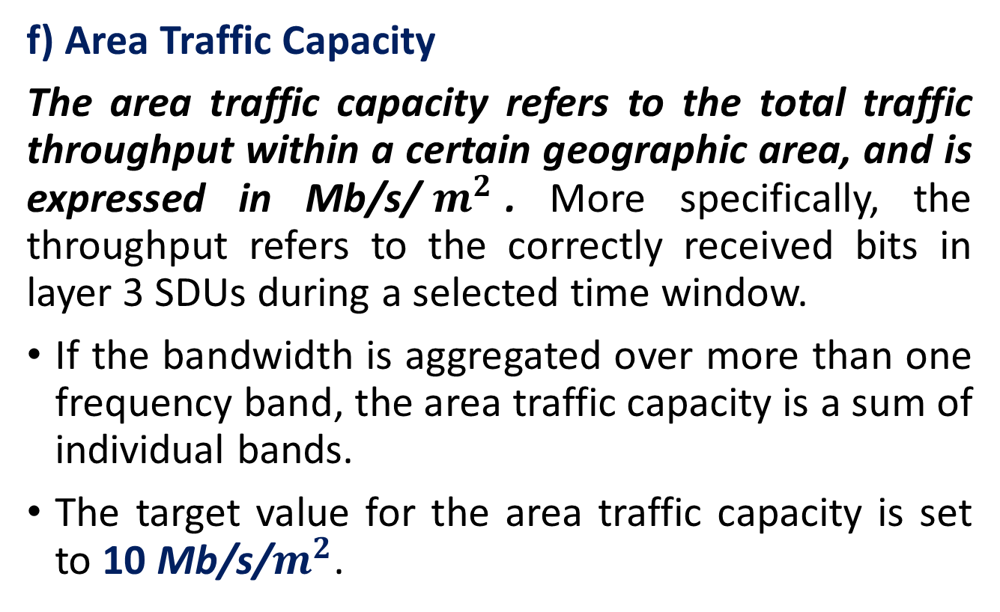 f) Area Traffic Capacity
The area traffic capacity refers to the total traffic
throughput within a certain geographic area, and is
expressed in Mb/s/ m² . More specifically, the
throughput refers to the correctly received bits in
layer 3 SDUs during a selected time window.
• If the bandwidth is aggregated over more than one
frequency band, the area traffic capacity is a sum of
individual bands.
• The target value for the area traffic capacity is set
to 10 Mb/s/m².